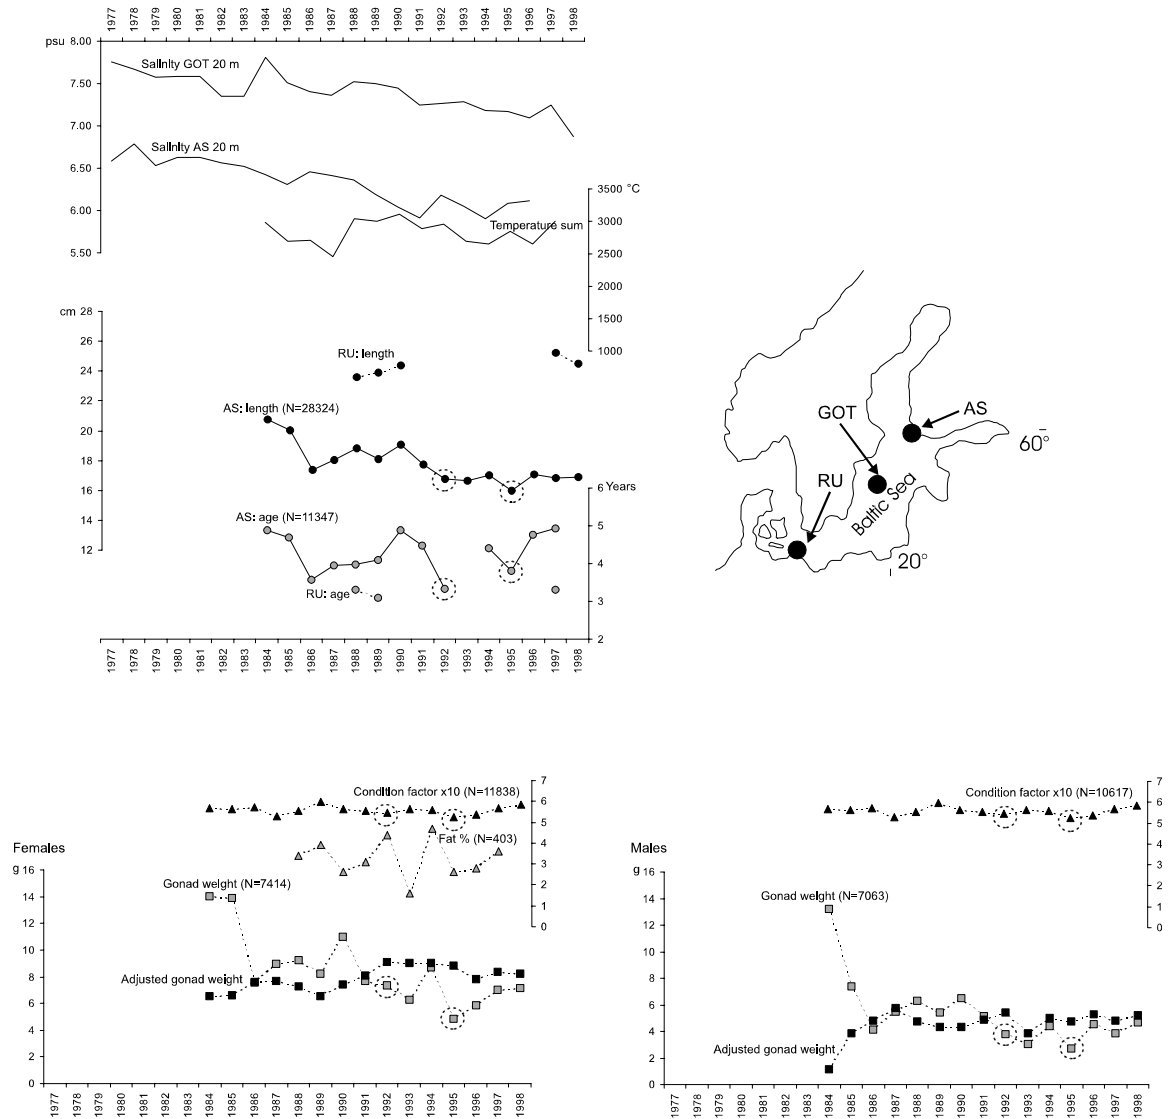 1977 1978 1979 1980 1981 1982 1983 1984 1985 1986 1987 1988 1989 1990 1991 1992 1993 1994 1995 1996 1997 1998
psu 8.00
Salinity GOT 20 m
7.50
7.00
Salinity AS 20 m
6.50
3500 °C
6.00
3000
Temperature sum
5.50
2500
2000
1500
1000
cm 28
26
RU: length
24
22
AS: length (N=28324)
20
18
16
6 Years
AS: age (N=11347)
14
5
12
4
RU: age
3
2
1977 1978 1979 1980 1981 1982 1983 1984 1985 1986 1987 1988 1989 1990 1991 1992 1993 1994 1995 1996 1997 1998
GOT
AS
60°
RU
Baltic Sea
20°
Condition factor x10 (N=11838)
7
6
5
4
Fat % (N=403)
3
2
1
0
Females
g 16
Gonad weight (N=7414)
14
12
10
Adjusted gonad weight
8
6
4
2
0
1977 1978 1979 1980 1981 1982 1983 1984 1985 1986 1987 1988 1989 1990 1991 1992 1993 1994 1995 1996 1997 1998
Condition factor x10 (N=10617)
7
6
5
4
3
2
1
0
Males
g 16
Gonad weight (N=7063)
14
12
10
8
6
4
Adjusted gonad weight
2
0
1977 1978 1979 1980 1981 1982 1983 1984 1985 1986 1987 1988 1989 1990 1991 1992 1993 1994 1995 1996 1997 1998